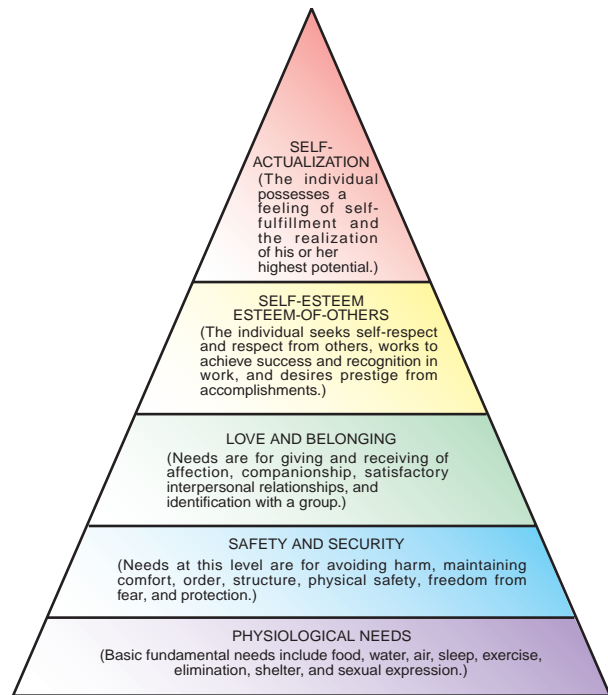 SELF-
ACTUALIZATION
(The individual
possesses a
feeling of self-
fulfillment and
the realization
of his or her
highest potential.)
SELF-ESTEEM
ESTEEM-OF-OTHERS
(The individual seeks self-respect
and respect from others, works to
achieve success and recognition in
work, and desires prestige from
accomplishments.)
LOVE AND BELONGING
(Needs are for giving and receiving of
affection, companionship, satisfactory
interpersonal relationships, and
identification with a group.)
SAFETY AND SECURITY
(Needs at this level are for avoiding harm, maintaining
comfort, order, structure, physical safety, freedom from
fear, and protection.)
PHYSIOLOGICAL NEEDS
(Basic fundamental needs include food, water, air, sleep, exercise,
elimination, shelter, and sexual expression.)